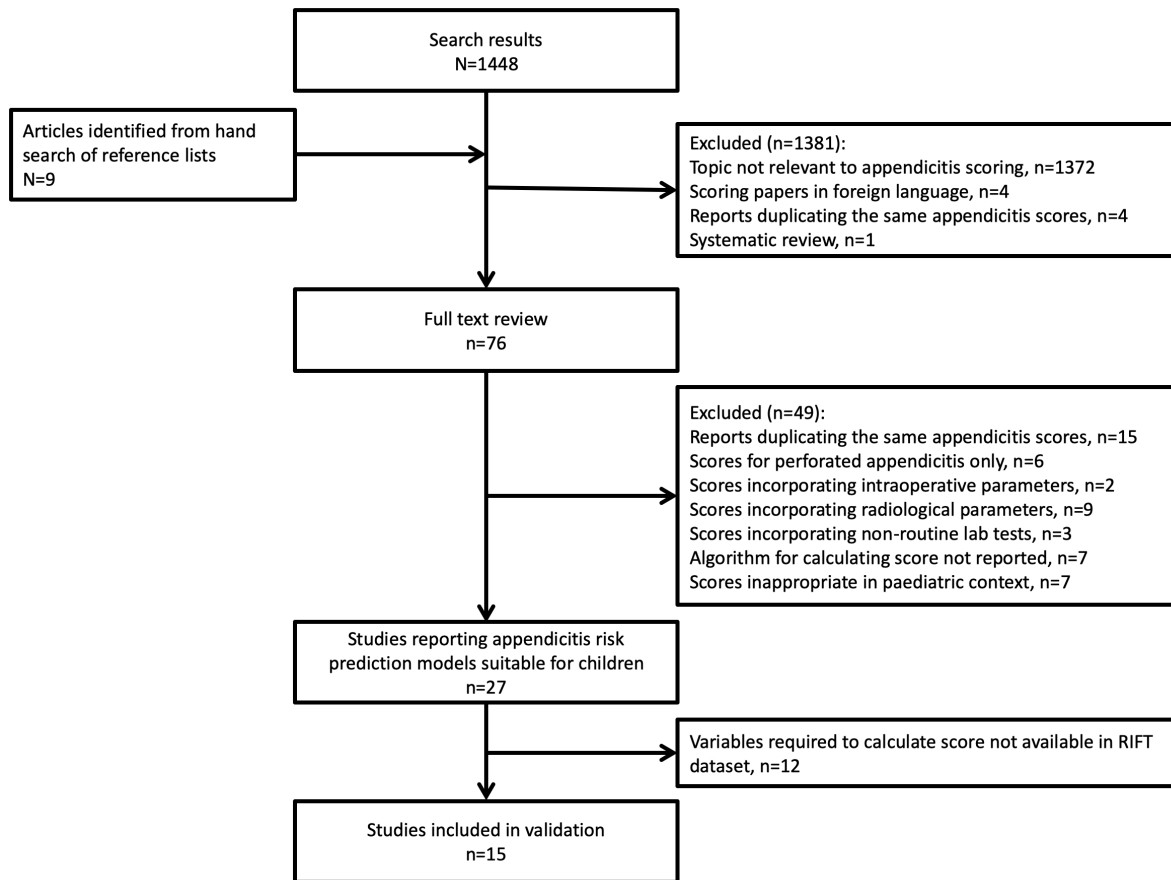 Search results
N=1448
Articles identified from hand
search of reference lists
N=9
Excluded (n=1381):
Topic not relevant to appendicitis scoring, n=1372
Scoring papers in foreign language, n=4
Reports duplicating the same appendicitis scores, n=4
Systematic review, n=1
Full text review
n=76
Excluded (n=49):
Reports duplicating the same appendicitis scores, n=15
Scores for perforated appendicitis only, n=6
Scores incorporating intraoperative parameters, n=2
Scores incorporating radiological parameters, n=9
Scores incorporating non-routine lab tests, n=3
Algorithm for calculating score not reported, n=7
Scores inappropriate in paediatric context, n=7
Studies reporting appendicitis risk
prediction models suitable for children
n=27
Variables required to calculate score not available in RIFT
dataset, n=12
Studies included in validation
n=15